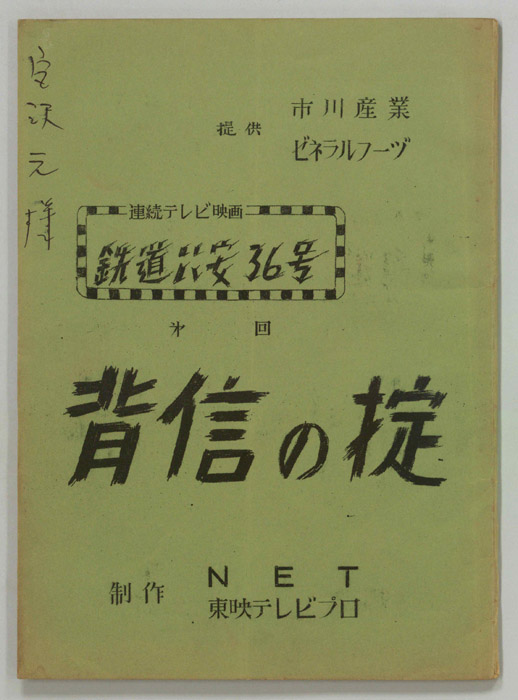 宮沢元様
提供
市川産業
ゼネラルフーヅ
連続テレビ映画
鉄道公安36号
第 回
背信の掟
制作
NET
東映テレビプロ